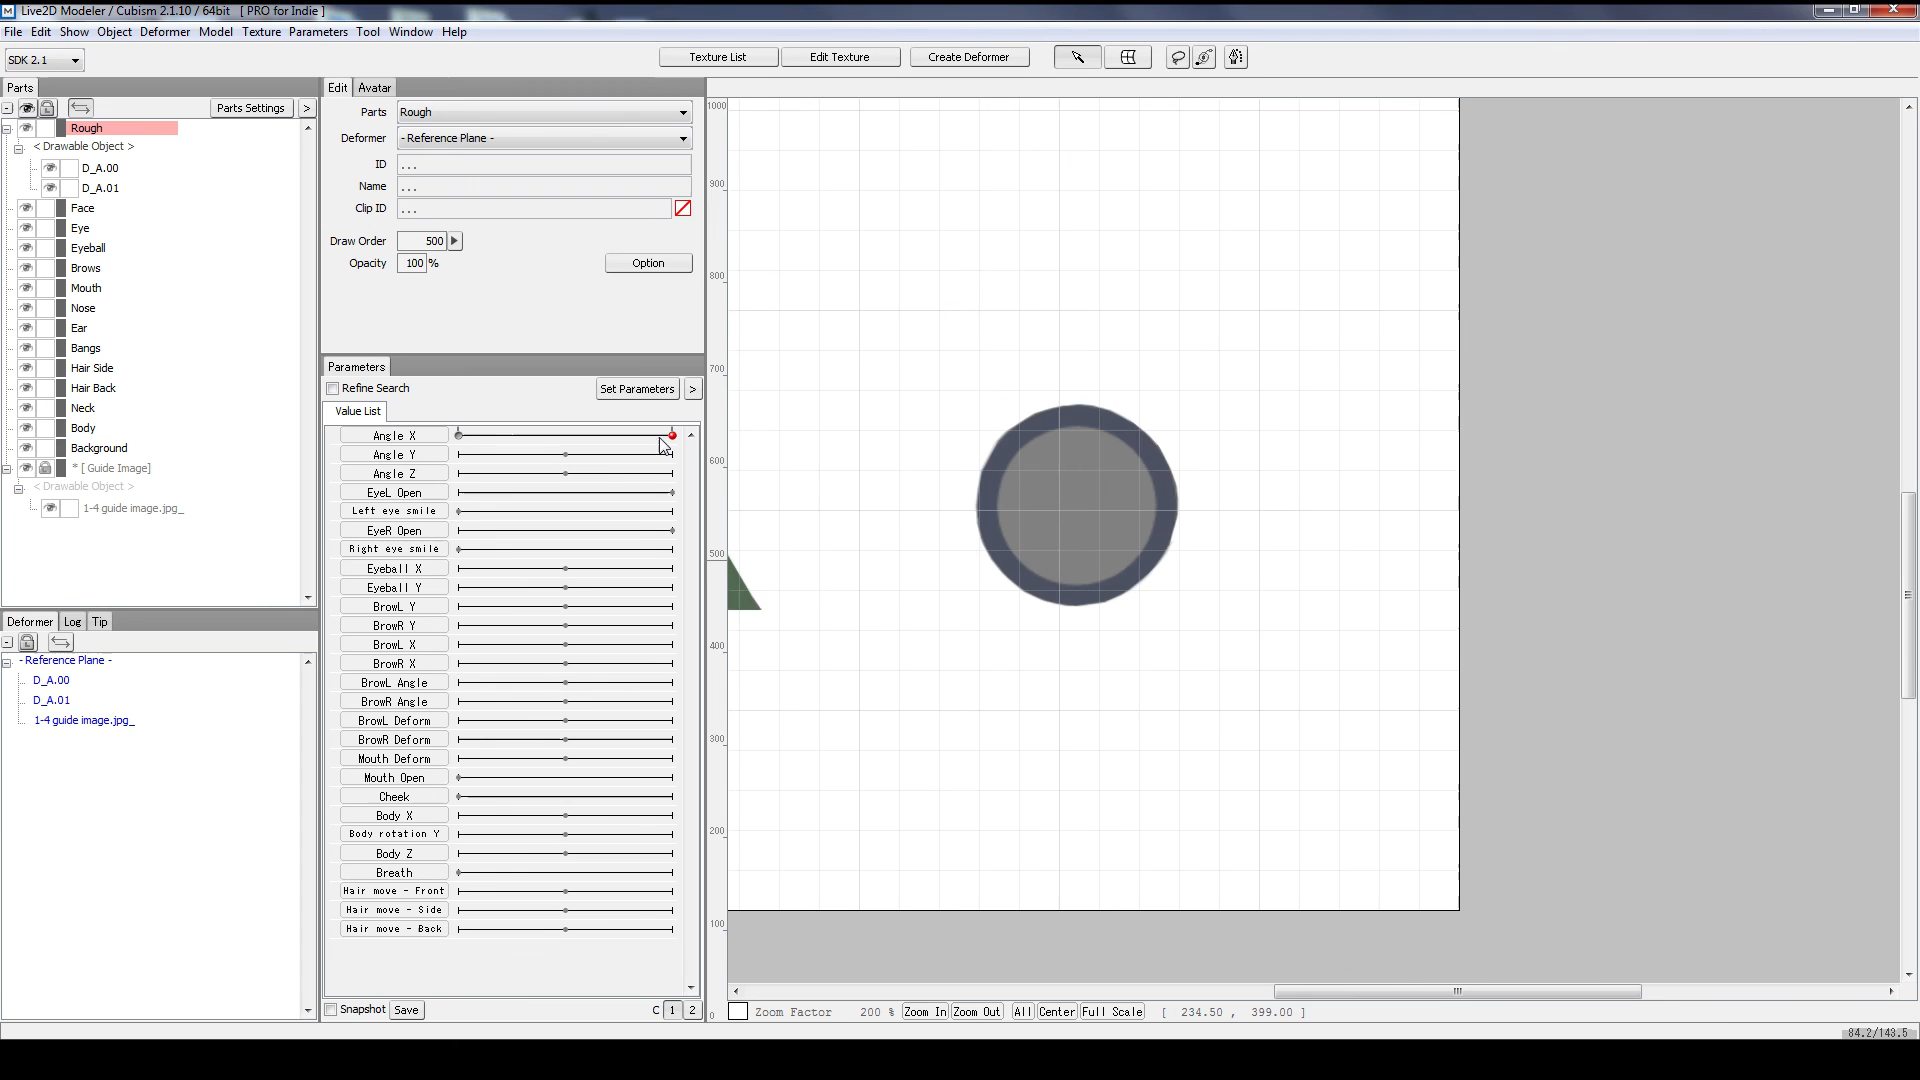 Live2D Modeler / Cubism 2.1.10 / 64bit [ PRO for Indie ]
File Edit Show Object Deformer Model Texture Parameters Tool Window Help
SDK 2.1
Texture List
Edit Texture
Create Deformer
Parts
Parts Settings
>
Rough
< Drawable Object >
D_A.00
D_A.01
Face
Eye
Eyeball
Brows
Mouth
Nose
Ear
Bangs
Hair Side
Hair Back
Neck
Body
Background
* [ Guide Image]
< Drawable Object >
1-4 guide image.jpg_
Deformer Log Tip
- Reference Plane -
D_A.00
D_A.01
1-4 guide image.jpg_
Edit Avatar
Parts Rough
Deformer - Reference Plane -
ID ...
Name ...
Clip ID ...
Draw Order 500
Opacity 100 %
Option
Parameters
Refine Search
Set Parameters
>
Value List
Angle X
Angle Y
Angle Z
EyeL Open
Left eye smile
EyeR Open
Right eye smile
Eyeball X
Eyeball Y
BrowL Y
BrowR Y
BrowL X
BrowR X
BrowL Angle
BrowR Angle
BrowL Deform
BrowR Deform
Mouth Deform
Mouth Open
Cheek
Body X
Body rotation Y
Body Z
Breath
Hair move - Front
Hair move - Side
Hair move - Back
Snapshot Save C 1 2
1000
900
800
700
600
500
400
300
200
100
0
Zoom Factor 200 % Zoom In Zoom Out All Center Full Scale [ 234.50 , 399.00 ]
84.2/143.5